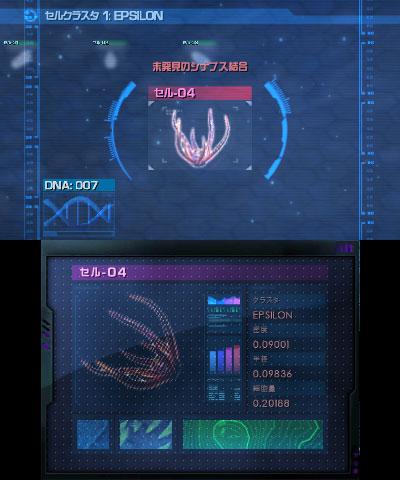 セルクラスタ 1: EPSILON
未発見のシナプス結合
セル-04
DNA: 007
セル-04
クラスタ
EPSILON
密度
0.09001
半径
0.09836
細胞量
0.20188